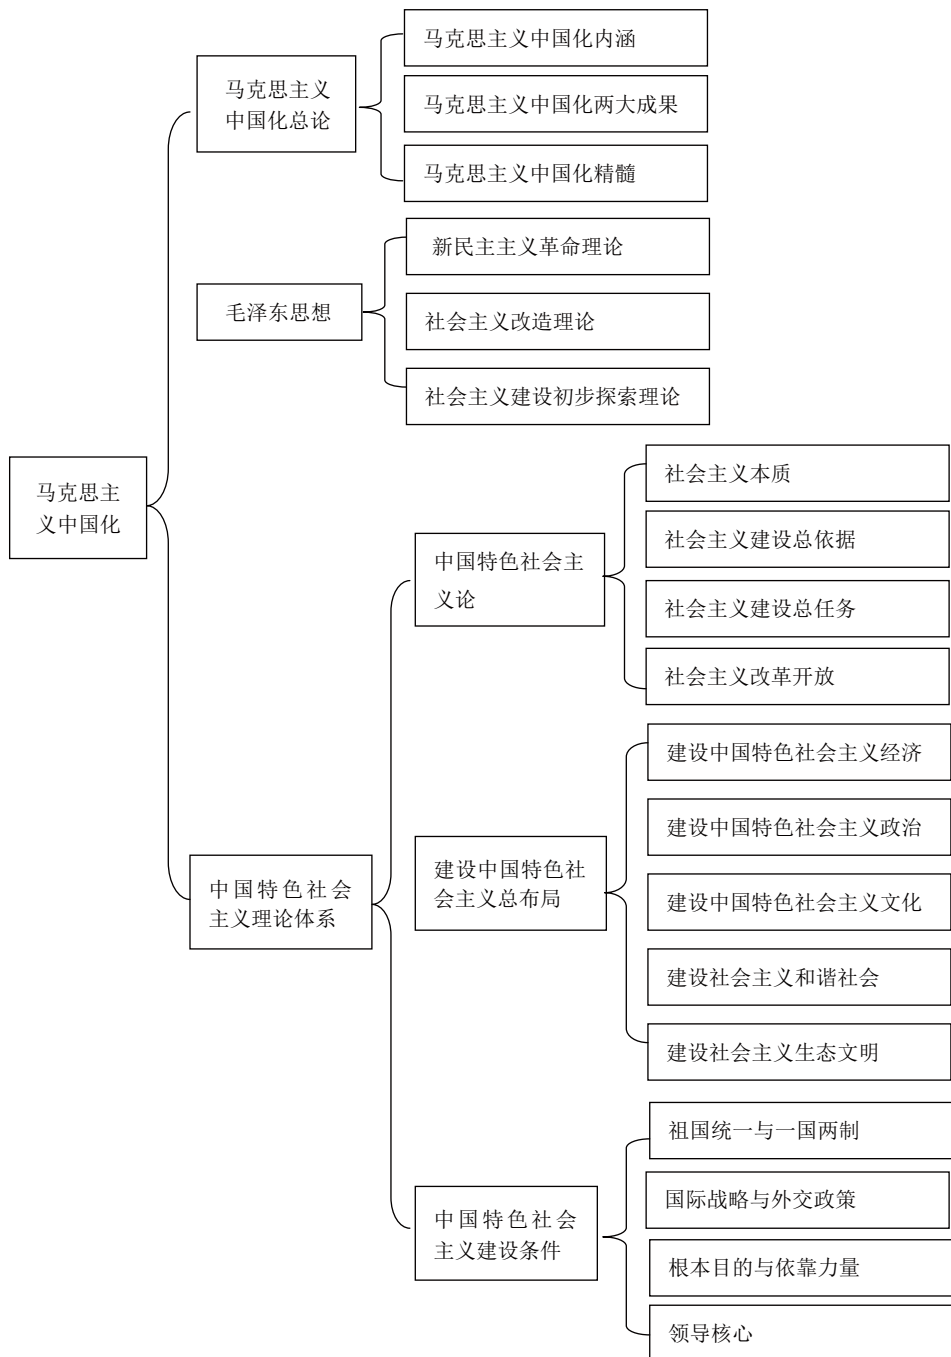 马克思主义中国化内涵
马克思主义
中国化总论
马克思主义中国化两大成果
马克思主义中国化精髓
新民主主义革命理论
毛泽东思想
社会主义改造理论
社会主义建设初步探索理论
马克思主
义中国化
社会主义本质
中国特色社会主
义论
社会主义建设总依据
社会主义建设总任务
社会主义改革开放
建设中国特色社会主义经济
建设中国特色社会主义政治
建设中国特色社
会主义总布局
中国特色社会
主义理论体系
建设中国特色社会主义文化
建设社会主义和谐社会
建设社会主义生态文明
祖国统一与一国两制
国际战略与外交政策
中国特色社会
主义建设条件
根本目的与依靠力量
领导核心